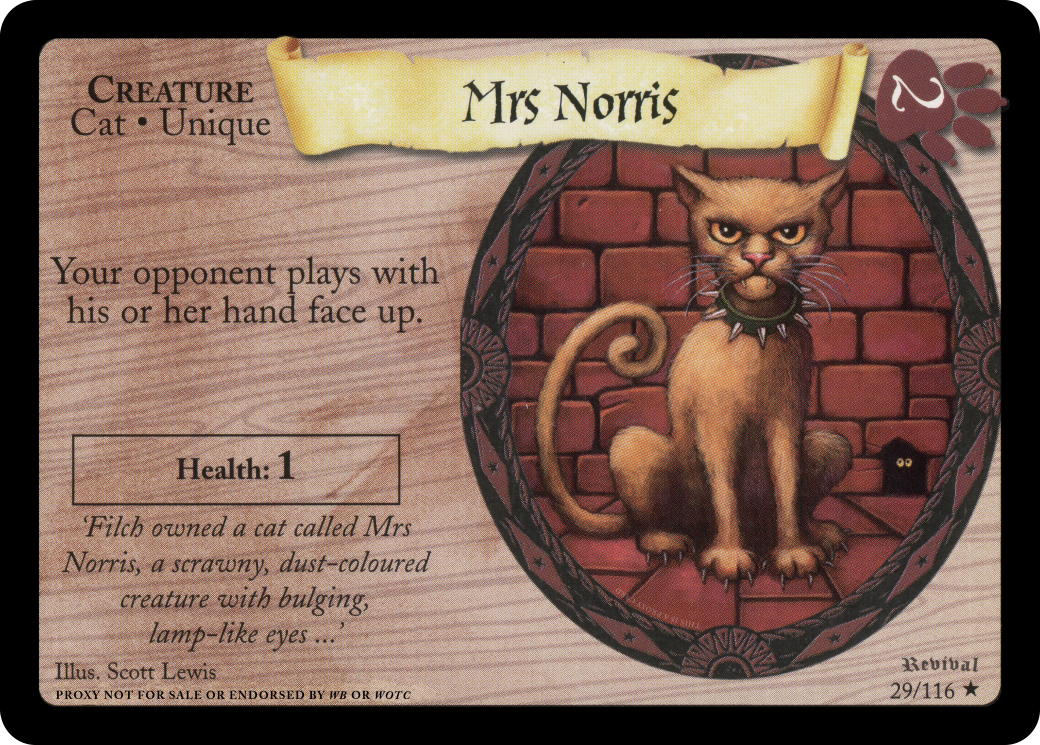 Mrs Norris
2
CREATURE
Cat • Unique
Your opponent plays with
his or her hand face up.
Health: 1
‘Filch owned a cat called Mrs
Norris, a scrawny, dust-coloured
creature with bulging,
lamp-like eyes ...’
Illus. Scott Lewis
PROXY NOT FOR SALE OR ENDORSED BY WB OR WOTC
Revival
29/116 ★